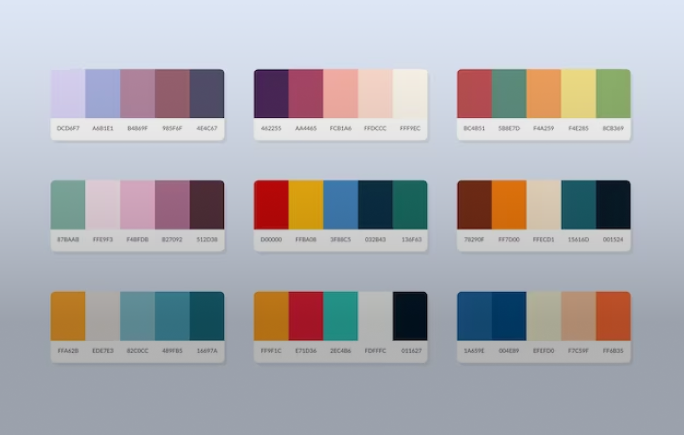 DCD6F7 A6B1E1 B4869F 985F6F 4E4C67
462255 AA4465 FCB1A6 FFDCCC FFF9EC
BC4B51 5B8E7D F4A259 F4E285 8CB369
87BAAB FFE9F3 F4BFDB B27092 512D38
D00000 FFBA08 3F88C5 032B43 136F63
78290F FF7D00 FFECD1 15616D 001524
FFA62B EDE7E3 82C0CC 489FB5 16697A
FF9F1C E71D36 2EC4B6 FDFFFC 011627
1A659E 004E89 EFEFD0 F7C59F FF6B35